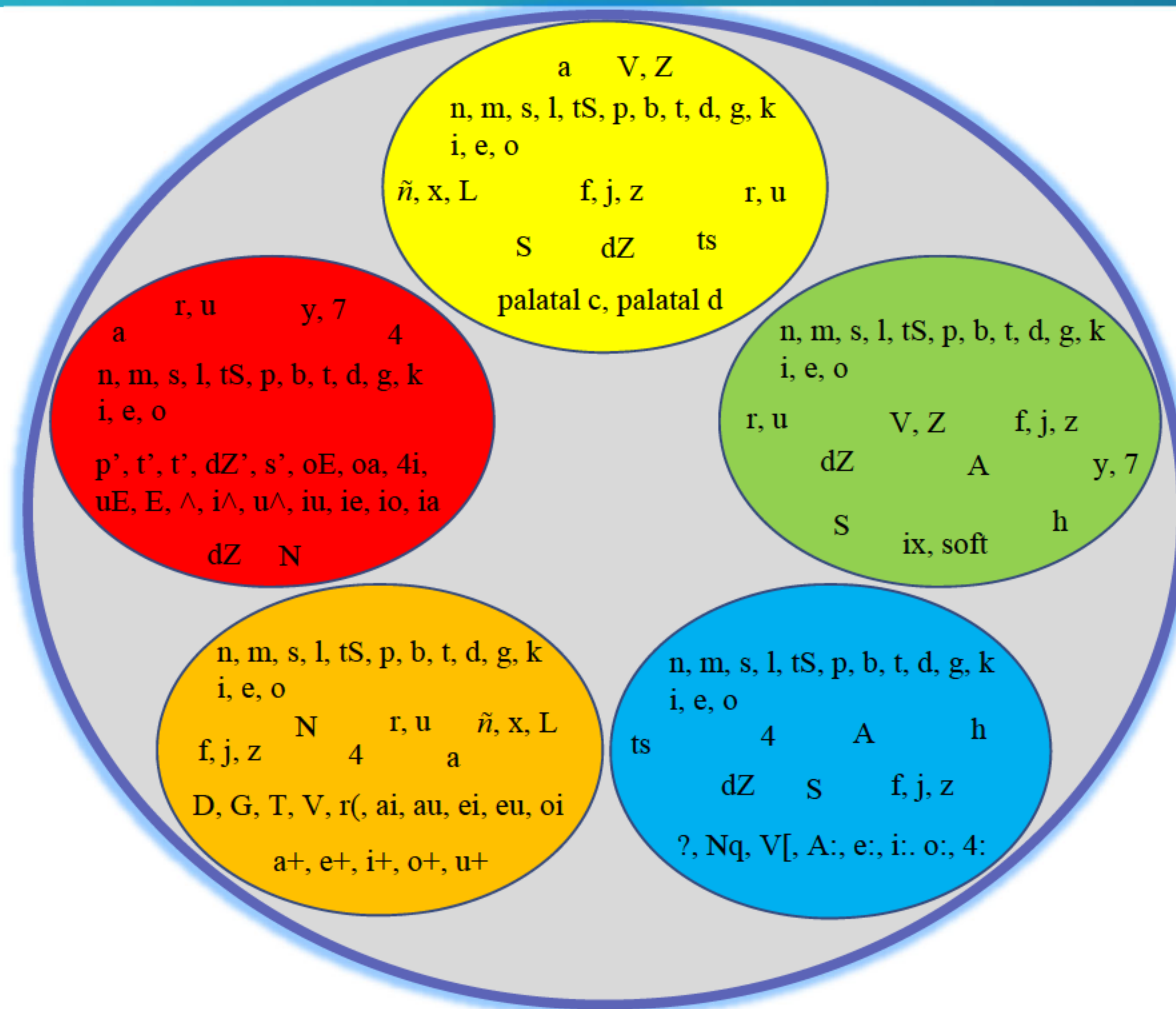 a V, Z
n, m, s, l, tS, p, b, t, d, g, k
i, e, o
ñ, x, L f, j, z r, u
S dZ ts
palatal c, palatal d
a r, u y, 7 4
n, m, s, l, tS, p, b, t, d, g, k
i, e, o
p’, t’, t’, dZ’, s’, oE, oa, 4i,
uE, E, ^, i^, u^, iu, ie, io, ia
dZ N
n, m, s, l, tS, p, b, t, d, g, k
i, e, o
r, u V, Z f, j, z
dZ A y, 7
S ix, soft h
n, m, s, l, tS, p, b, t, d, g, k
i, e, o
f, j, z N 4 r, u a ñ, x, L
D, G, T, V, r(, ai, au, ei, eu, oi
a+, e+, i+, o+, u+
n, m, s, l, tS, p, b, t, d, g, k
i, e, o
ts 4 A h
dZ S f, j, z
?, Nq, V[, A:, e:, i:. o:, 4: